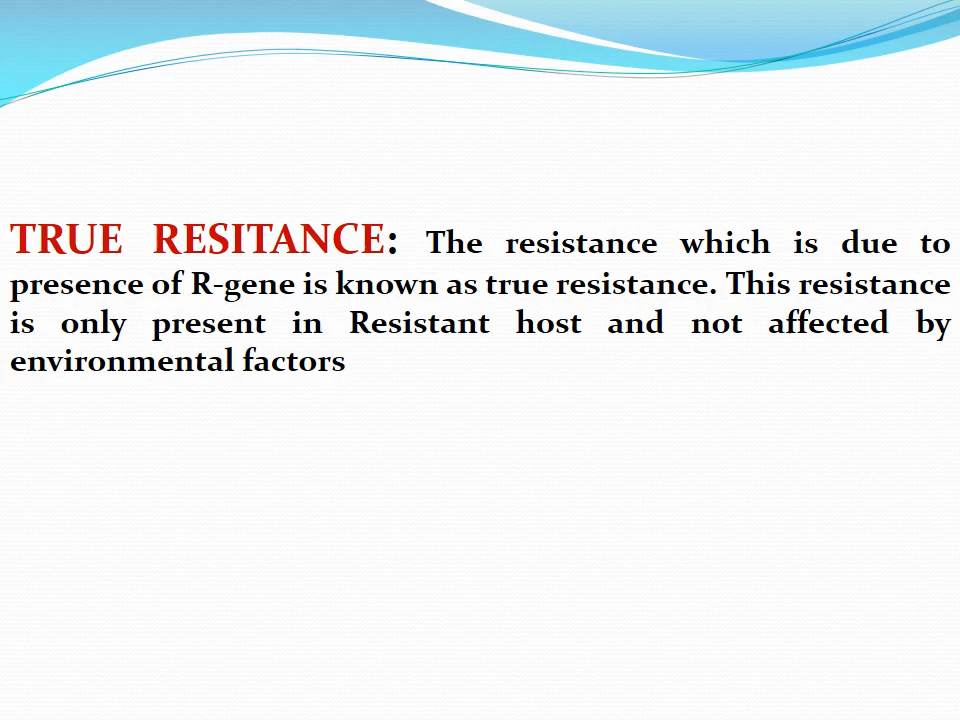 TRUE RESITANCE: The resistance which is due to
presence of R-gene is known as true resistance. This resistance
is only present in Resistant host and not affected by
environmental factors